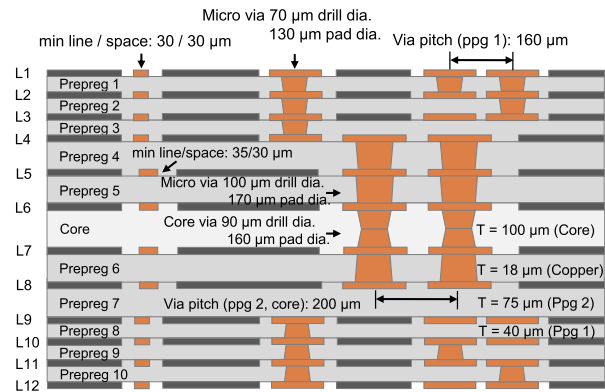 Micro via 70 µm drill dia.
130 µm pad dia.
min line / space: 30 / 30 µm
Via pitch (ppg 1): 160 µm
L1
Prepreg 1
L2
Prepreg 2
L3
Prepreg 3
L4
Prepreg 4
min line/space: 35/30 µm
L5
Prepreg 5
Micro via 100 µm drill dia.
170 µm pad dia.
L6
Core
Core via 90 µm drill dia.
160 µm pad dia.
T = 100 µm (Core)
L7
Prepreg 6
T = 18 µm (Copper)
L8
Prepreg 7
Via pitch (ppg 2, core): 200 µm
T = 75 µm (Ppg 2)
L9
Prepreg 8
T = 40 µm (Ppg 1)
L10
Prepreg 9
L11
Prepreg 10
L12